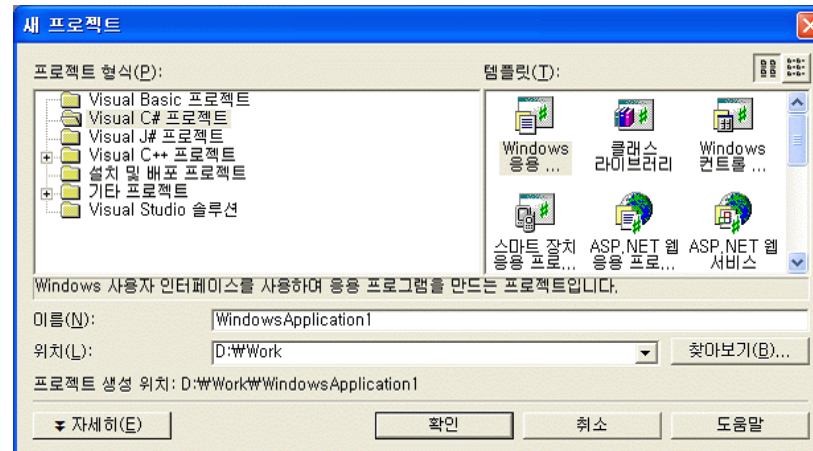 새 프로젝트
프로젝트 형식(P):
템플릿(T):
Visual Basic 프로젝트
Visual C# 프로젝트
Visual J# 프로젝트
Visual C++ 프로젝트
설치 및 배포 프로젝트
기타 프로젝트
Visual Studio 솔루션
Windows 응용 ...
클래스 라이브러리
Windows 컨트롤 ...
스마트 장치 응용 프로...
ASP.NET 웹 응용 프로...
ASP.NET 웹 서비스
Windows 사용자 인터페이스를 사용하여 응용 프로그램을 만드는 프로젝트입니다.
이름(N):
WindowsApplication1
위치(L):
D:₩Work
찾아보기(B)...
프로젝트 생성 위치: D:₩Work₩WindowsApplication1
자세히(E)
확인
취소
도움말